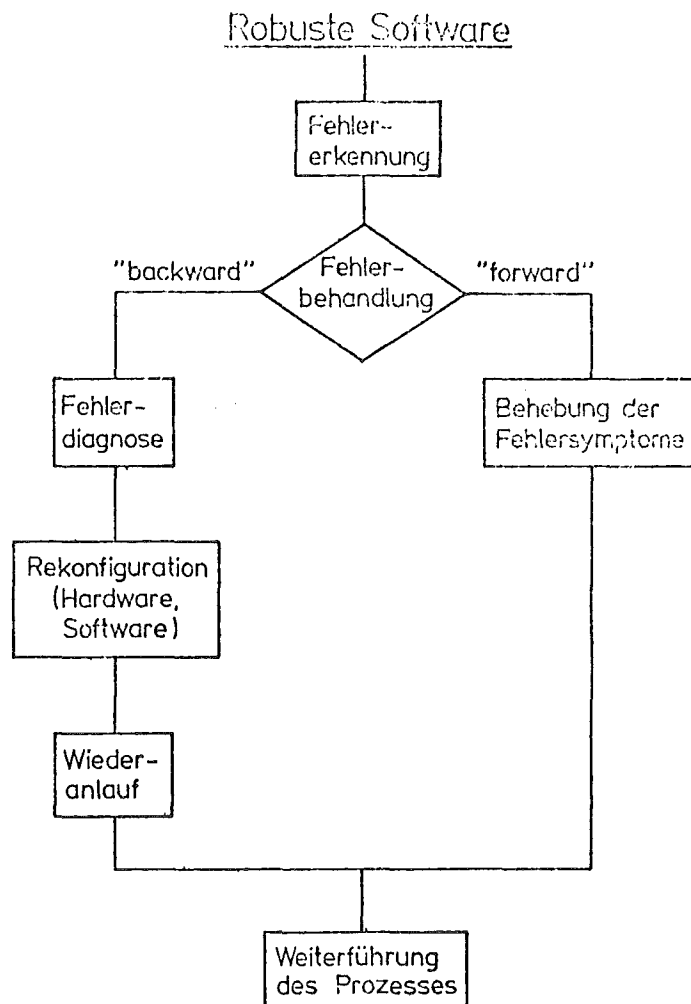 Robuste Software
Fehler-
erkennung
"backward"
Fehler-
behandlung
"forward"
Fehler-
diagnose
Behebung der
Fehlersymptome
Rekonfiguration
(Hardware,
Software)
Wieder-
anlauf
Weiterführung
des Prozesses